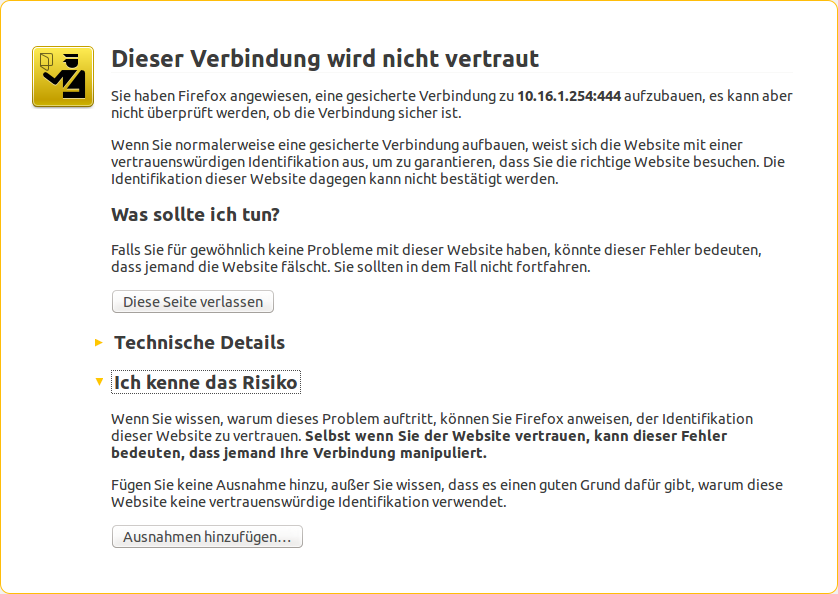 Dieser Verbindung wird nicht vertraut
Sie haben Firefox angewiesen, eine gesicherte Verbindung zu 10.16.1.254:444 aufzubauen, es kann aber
nicht überprüft werden, ob die Verbindung sicher ist.
Wenn Sie normalerweise eine gesicherte Verbindung aufbauen, weist sich die Website mit einer
vertrauenswürdigen Identifikation aus, um zu garantieren, dass Sie die richtige Website besuchen. Die
Identifikation dieser Website dagegen kann nicht bestätigt werden.
Was sollte ich tun?
Falls Sie für gewöhnlich keine Probleme mit dieser Website haben, könnte dieser Fehler bedeuten,
dass jemand die Website fälscht. Sie sollten in dem Fall nicht fortfahren.
Diese Seite verlassen
Technische Details
Ich kenne das Risiko
Wenn Sie wissen, warum dieses Problem auftritt, können Sie Firefox anweisen, der Identifikation
dieser Website zu vertrauen. Selbst wenn Sie der Website vertrauen, kann dieser Fehler
bedeuten, dass jemand Ihre Verbindung manipuliert.
Fügen Sie keine Ausnahme hinzu, außer Sie wissen, dass es einen guten Grund dafür gibt, warum diese
Website keine vertrauenswürdige Identifikation verwendet.
Ausnahmen hinzufügen…